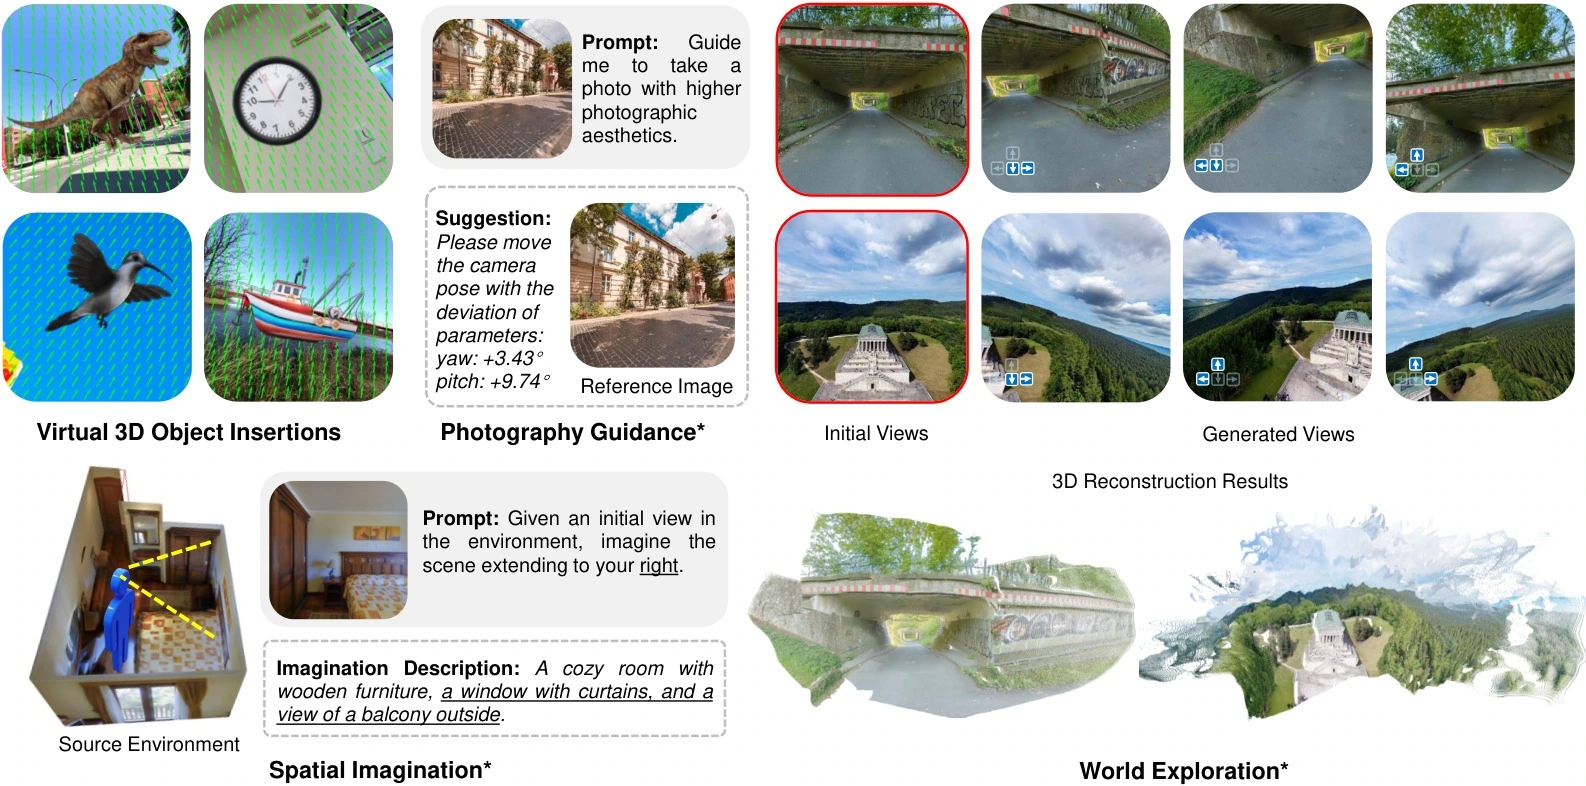 Prompt: Guide
me to take a
photo with higher
photographic
aesthetics.
Suggestion:
Please move
the camera
pose with the
deviation of
parameters:
yaw: +3.43°
pitch: +9.74°
Reference Image
Virtual 3D Object Insertions
Photography Guidance*
Initial Views
Generated Views
Source Environment
Prompt: Given an initial view in
the environment, imagine the
scene extending to your right.
Imagination Description: A cozy room with
wooden furniture, a window with curtains, and a
view of a balcony outside.
Spatial Imagination*
3D Reconstruction Results
World Exploration*